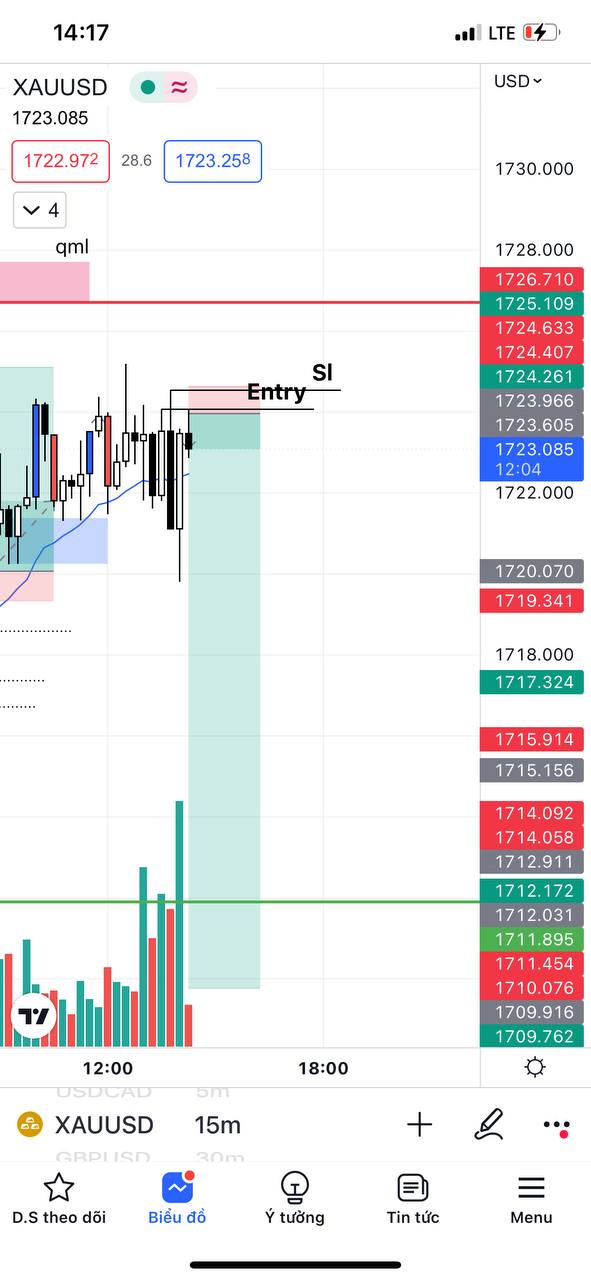 14:17
LTE
XAUUSD
USD
1723.085
1722.972
28.6
1723.258
4
qml
Sl
Entry
1730.000
1728.000
1726.710
1725.109
1724.633
1724.407
1724.261
1723.966
1723.605
1723.085
12:04
1722.000
1720.070
1719.341
1718.000
1717.324
1715.914
1715.156
1714.092
1714.058
1712.911
1712.172
1712.031
1711.895
1711.454
1710.076
1709.916
1709.762
12:00
18:00
USDCAD 5m
XAUUSD 15m
GBPUSD 30m
D.S theo dõi
Biểu đồ
Ý tưởng
Tin tức
Menu